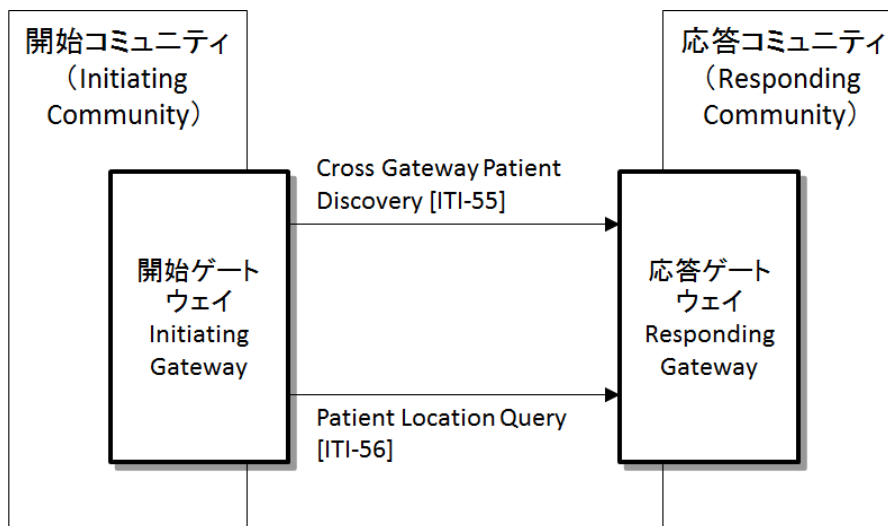 開始コミュニティ
（Initiating
Community）
応答コミュニティ
（Responding
Community）
Cross Gateway Patient
Discovery [ITI-55]
開始ゲート
ウェイ
Initiating
Gateway
応答ゲート
ウェイ
Responding
Gateway
Patient Location Query
[ITI-56]